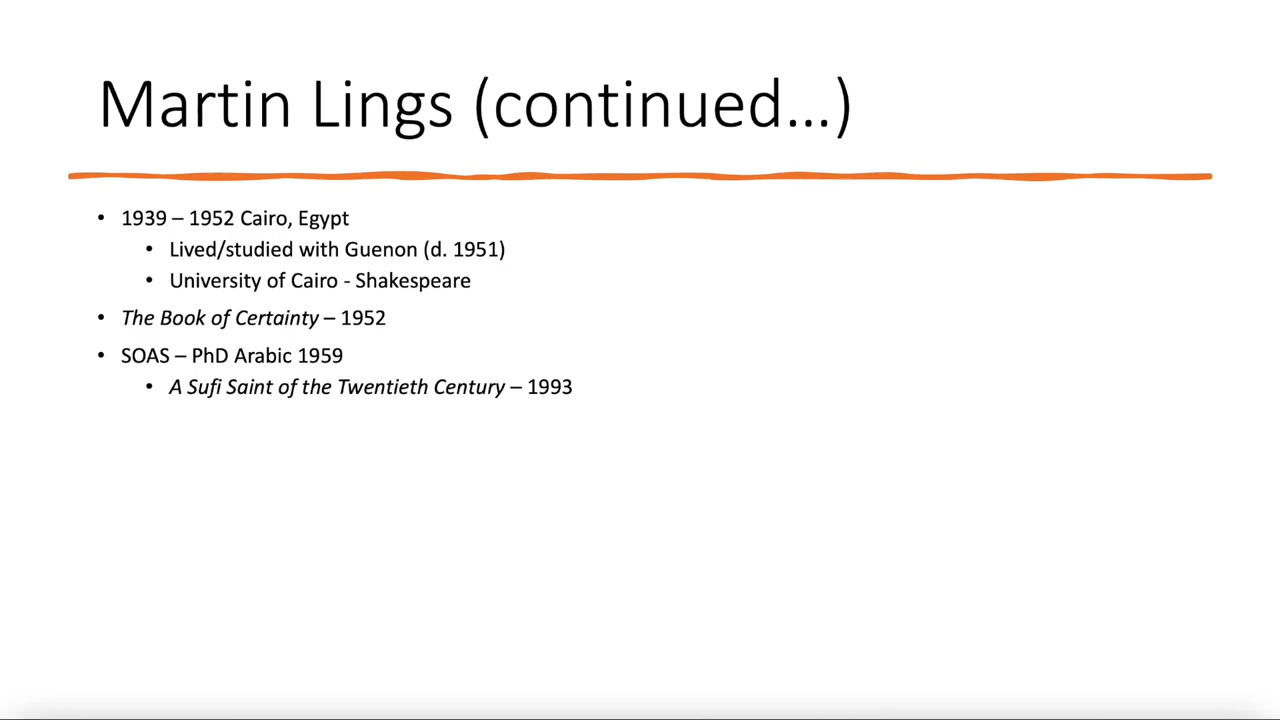 Martin Lings (continued...)
• 1939 – 1952 Cairo, Egypt
• Lived/studied with Guenon (d. 1951)
• University of Cairo - Shakespeare
• The Book of Certainty – 1952
• SOAS – PhD Arabic 1959
• A Sufi Saint of the Twentieth Century – 1993